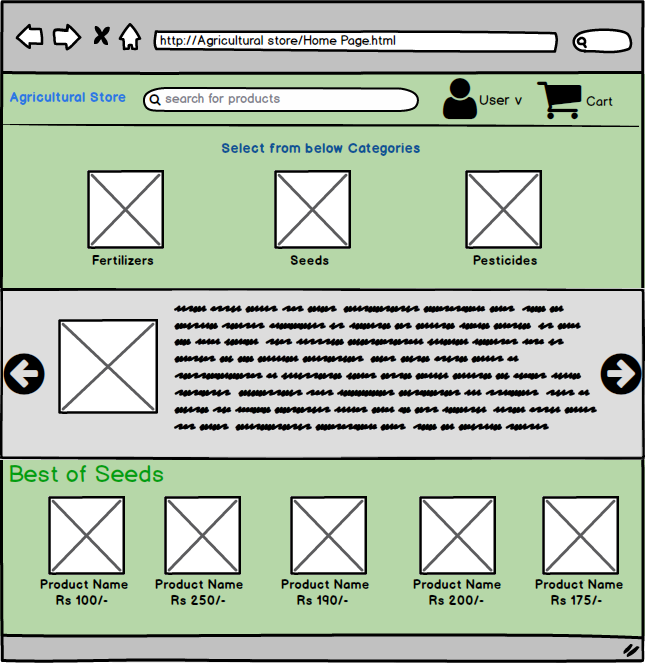 http://Agricultural store/Home Page.html
Agricultural Store
search for products
User v
Cart
Select from below Categories
Fertilizers
Seeds
Pesticides
Best of Seeds
Product Name Product Name Product Name Product Name Product Name
Rs 100/- Rs 250/- Rs 190/- Rs 200/- Rs 175/-